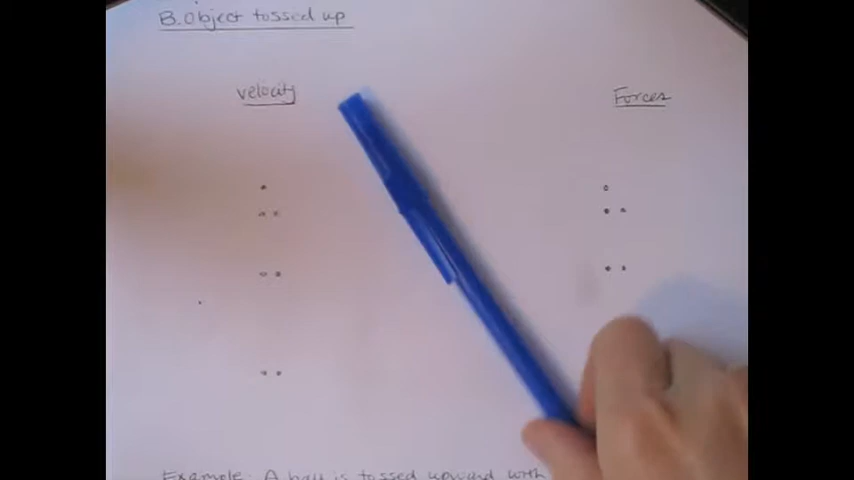 B. Object tossed up
velocity
Forces
Example: A ball is tossed upward with